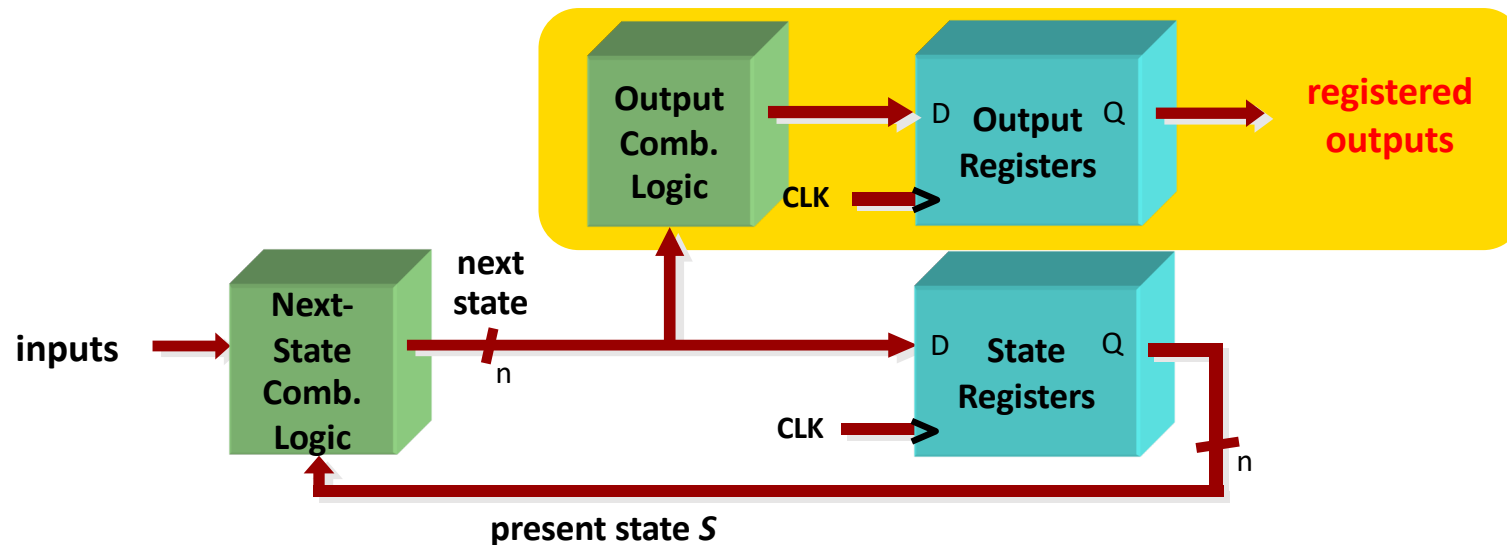 Output
Comb.
Logic
D
Output
Registers
Q
CLK
registered
outputs
inputs
Next-
State
Comb.
Logic
next
state
n
D
State
Registers
Q
CLK
n
present state S